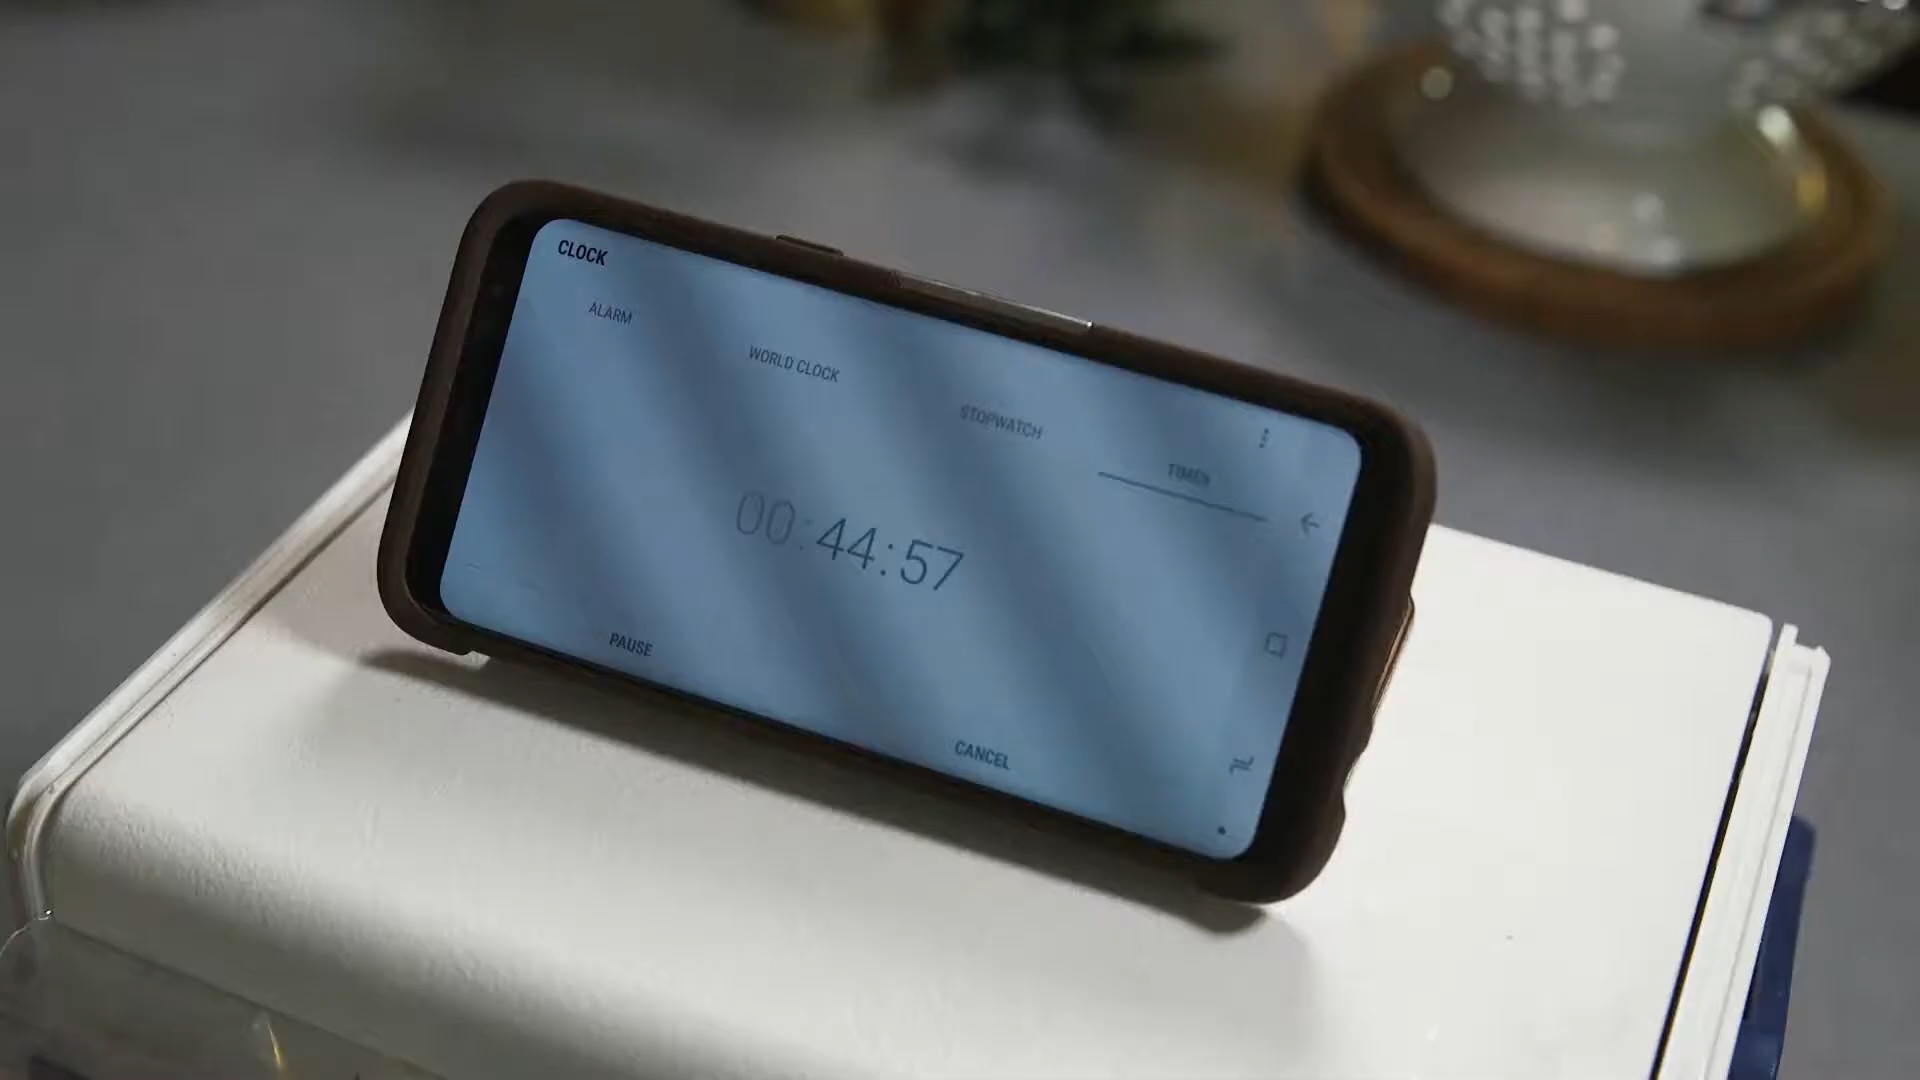 CLOCK
ALARM
WORLD CLOCK
STOPWATCH
TIMER
00:44:57
PAUSE
CANCEL